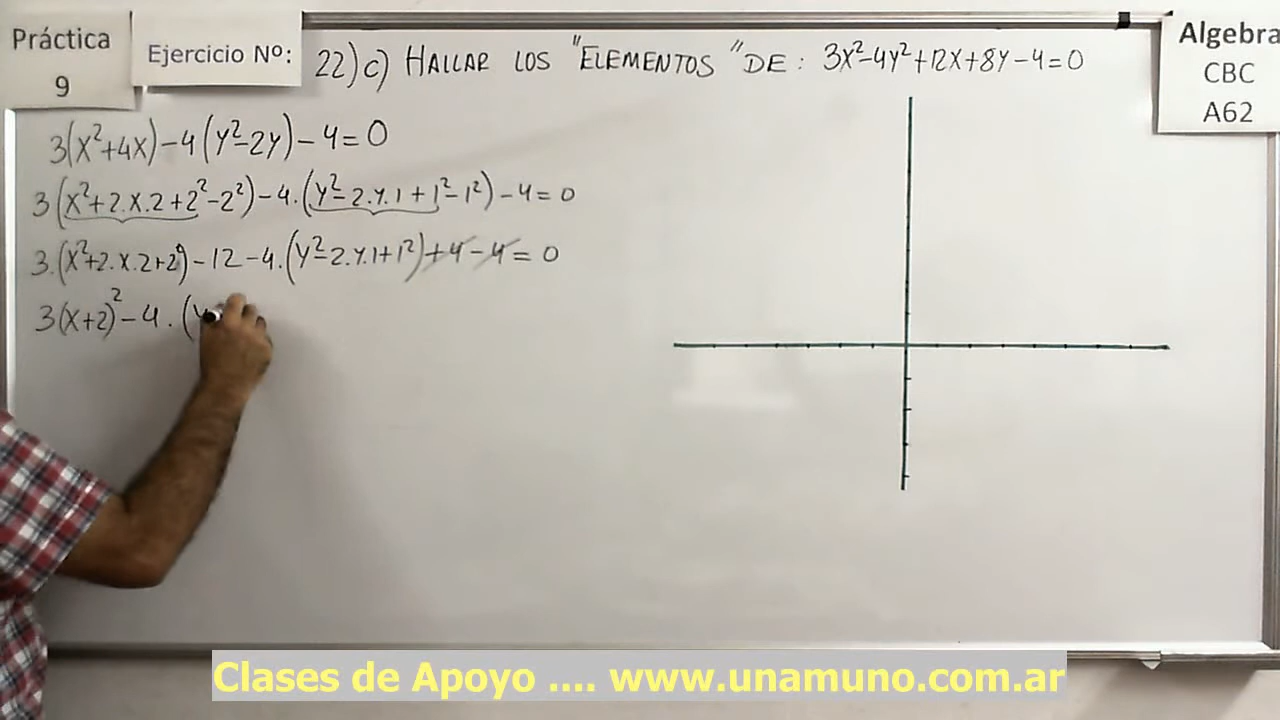 Práctica
9
Ejercicio Nº:
22) c) HALLAR LOS "ELEMENTOS" DE: 3x²-4y²+12x+8y-4=0
Algebra
CBC
A62
3(x²+4x)-4(y²-2y)-4=0
3(x²+2.x.2+2²-2²)-4.(y²-2.y.1+1²-1²)-4=0
3.(x²+2.x.2+2²)-12-4.(y²-2.y.1+1²)+4-4=0
3(x+2)²-4.(y
Clases de Apoyo .... www.unamuno.com.ar